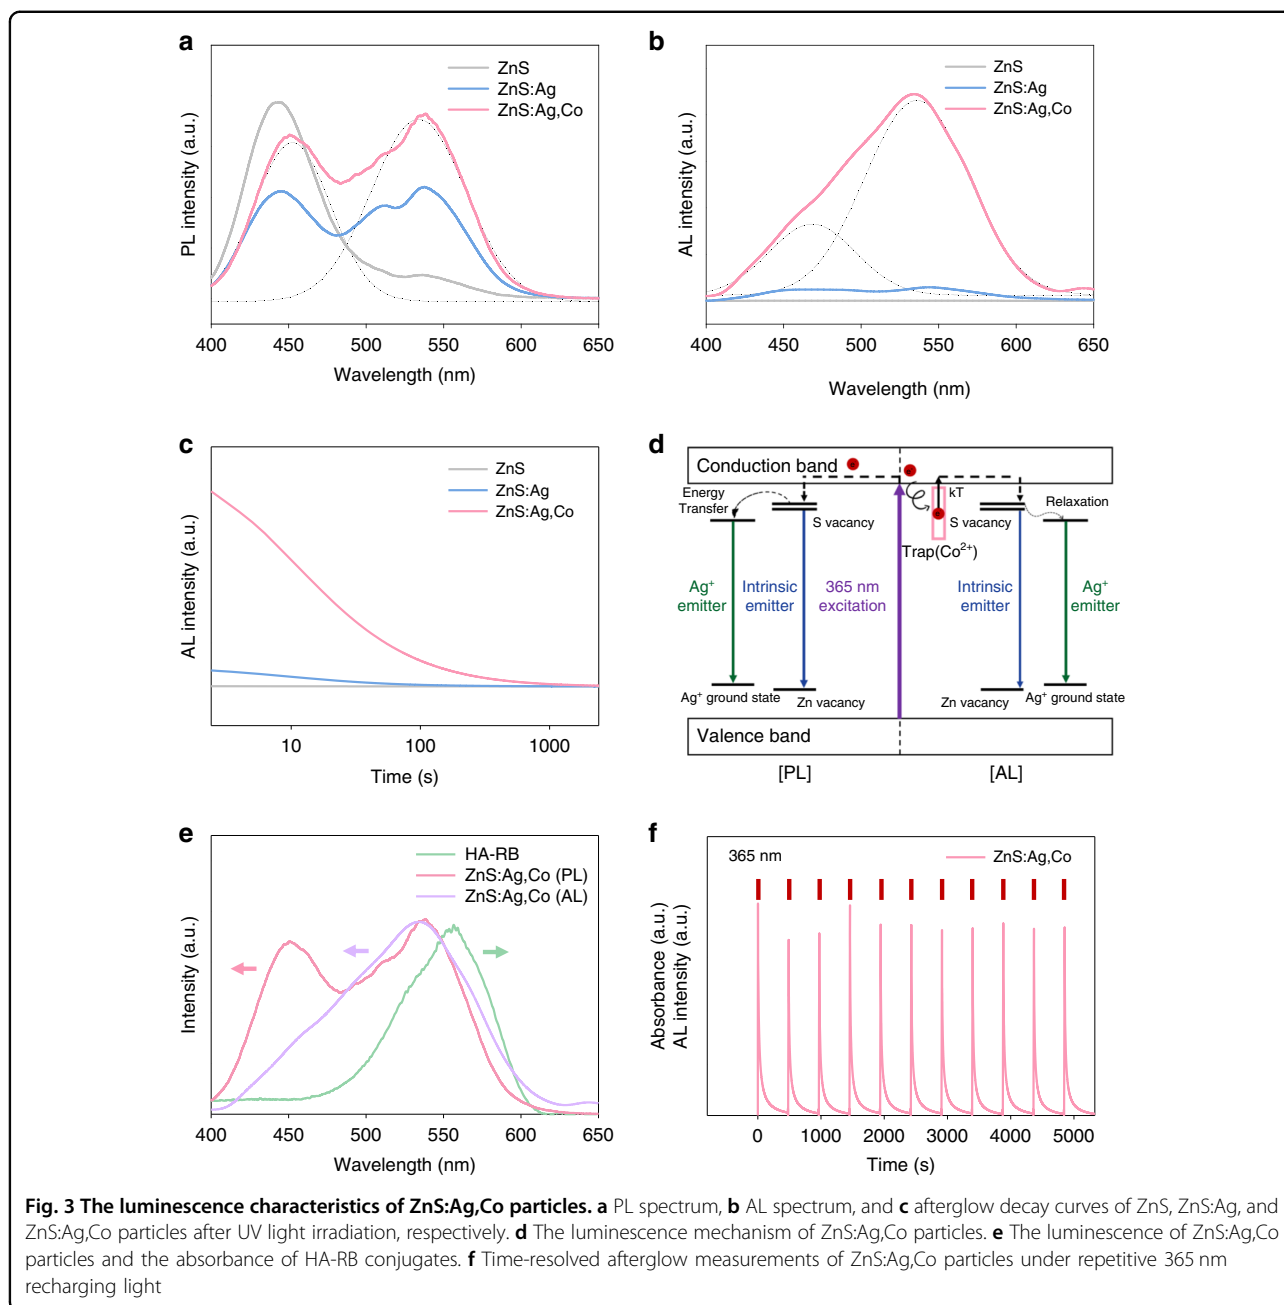 a
ZnS
ZnS:Ag
ZnS:Ag,Co
PL intensity (a.u.)
400 450 500 550 600 650
Wavelength (nm)
b
ZnS
ZnS:Ag
ZnS:Ag,Co
AL intensity (a.u.)
400 450 500 550 600 650
Wavelength (nm)
c
ZnS
ZnS:Ag
ZnS:Ag,Co
AL intensity (a.u.)
10 100 1000
Time (s)
d
Conduction band
Energy
Transfer
S vacancy
kT
S vacancy
Relaxation
Trap(Co²⁺)
Ag⁺
emitter
Intrinsic
emitter
365 nm
excitation
Intrinsic
emitter
Ag⁺
emitter
Ag⁺ ground state
Zn vacancy
Zn vacancy
Ag⁺ ground state
Valence band
[PL] [AL]
e
HA-RB
ZnS:Ag,Co (PL)
ZnS:Ag,Co (AL)
Intensity (a.u.)
400 450 500 550 600 650
Wavelength (nm)
f
365 nm
ZnS:Ag,Co
Absorbance (a.u.)
AL intensity (a.u.)
0 1000 2000 3000 4000 5000
Time (s)
Fig. 3 The luminescence characteristics of ZnS:Ag,Co particles. a PL spectrum, b AL spectrum, and c afterglow decay curves of ZnS, ZnS:Ag, and
ZnS:Ag,Co particles after UV light irradiation, respectively. d The luminescence mechanism of ZnS:Ag,Co particles. e The luminescence of ZnS:Ag,Co
particles and the absorbance of HA-RB conjugates. f Time-resolved afterglow measurements of ZnS:Ag,Co particles under repetitive 365 nm
recharging light